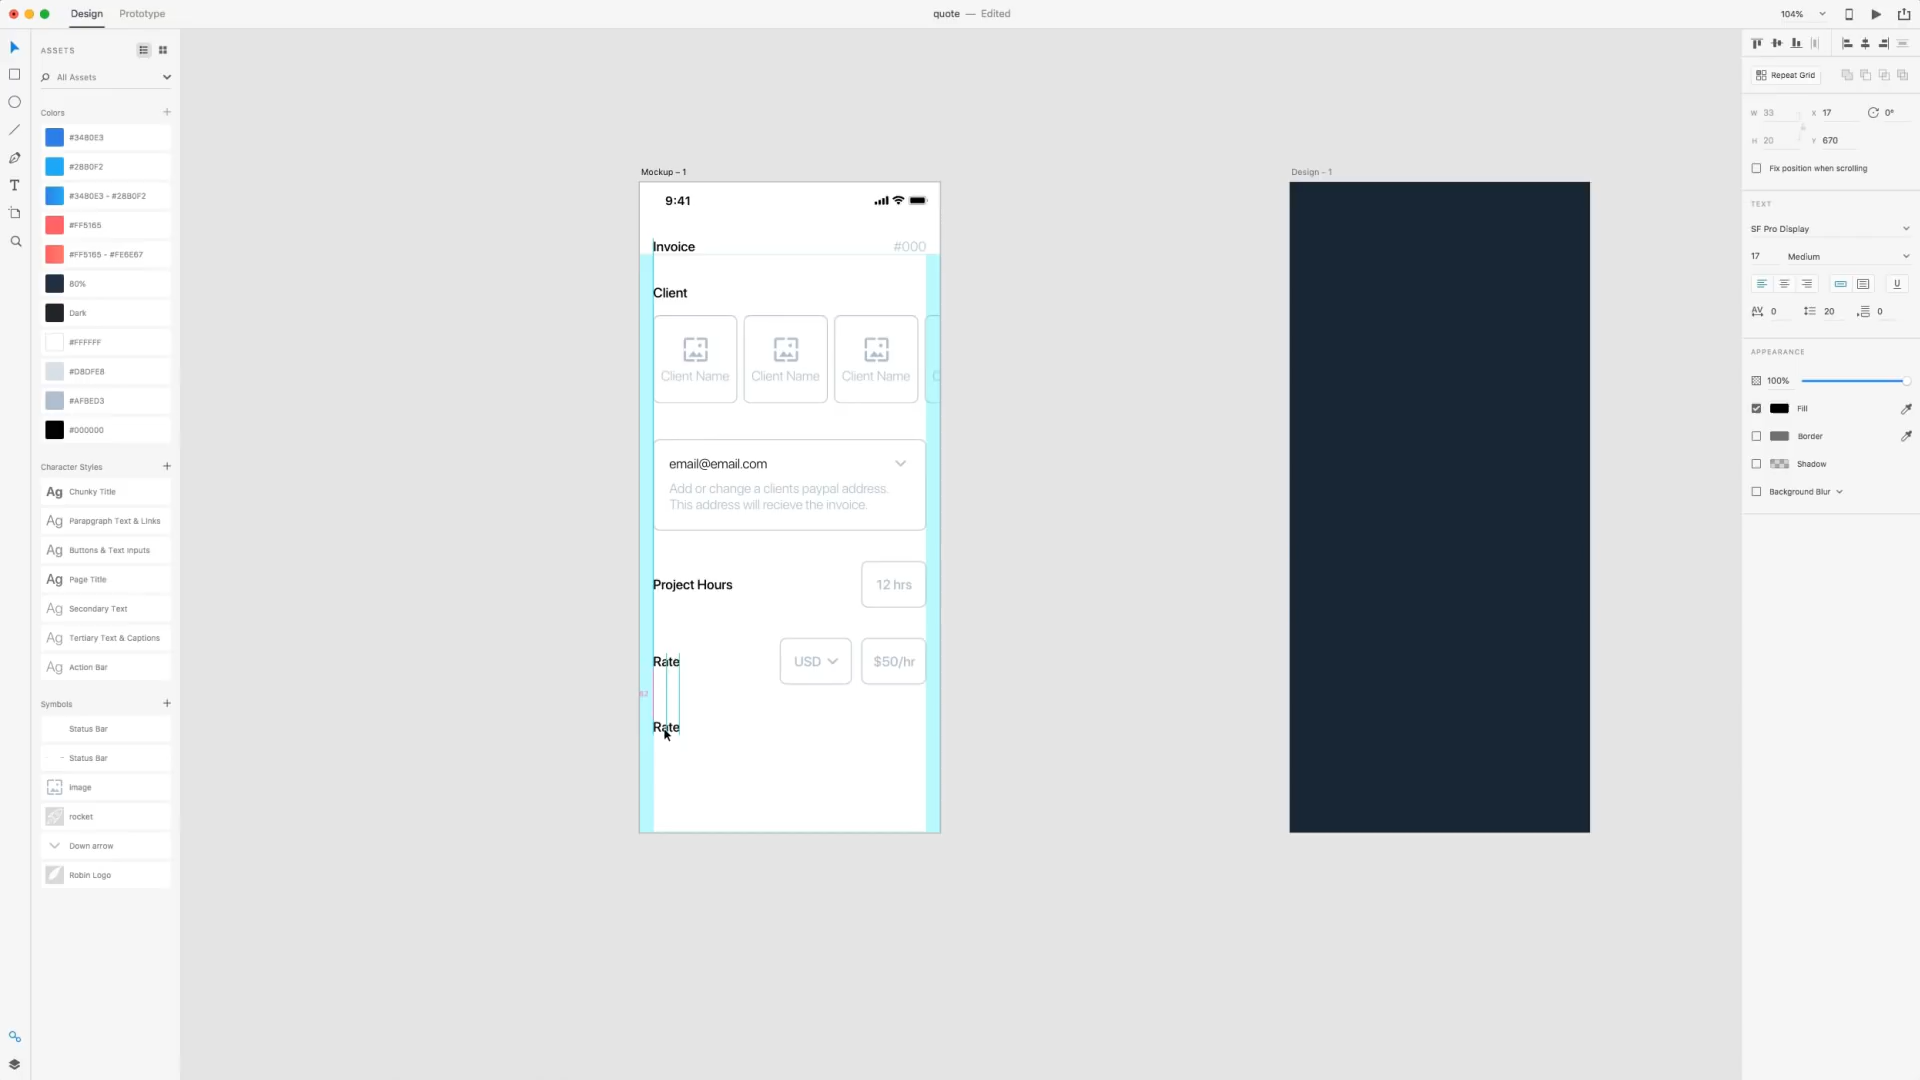 Design Prototype
quote — Edited
104%
ASSETS
All Assets
Colors
#3480E3
#28B0F2
#3480E3 - #28B0F2
#FF5165
#FF5165 - #FE6E67
80%
Dark
#FFFFFF
#D8DFE8
#AFBED3
#000000
Character Styles
Ag Chunky Title
Ag Parapgraph Text & Links
Ag Buttons & Text Inputs
Ag Page Title
Ag Secondary Text
Ag Tertiary Text & Captions
Ag Action Bar
Symbols
Status Bar
Status Bar
Image
rocket
Down arrow
Robin Logo
Mockup – 1
9:41
Invoice #000
Client
Client Name Client Name Client Name C
email@email.com
Add or change a clients paypal address.
This address will recieve the invoice.
Project Hours 12 hrs
Rate USD $50/hr
Rate
Design – 1
Repeat Grid
W 33 X 17 0°
H 20 Y 670
Fix position when scrolling
TEXT
SF Pro Display
17 Medium
U
AV 0 20 0
APPEARANCE
100%
Fill
Border
Shadow
Background Blur